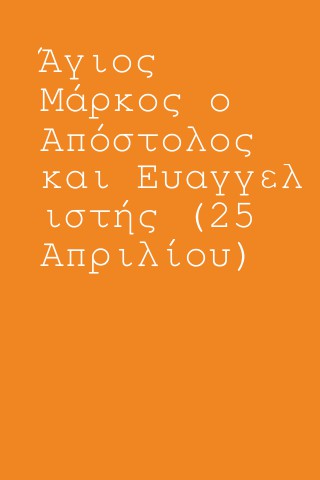 Άγιος
Μάρκος ο
Απόστολος
και Ευαγγελ
ιστής (25
Απριλίου)